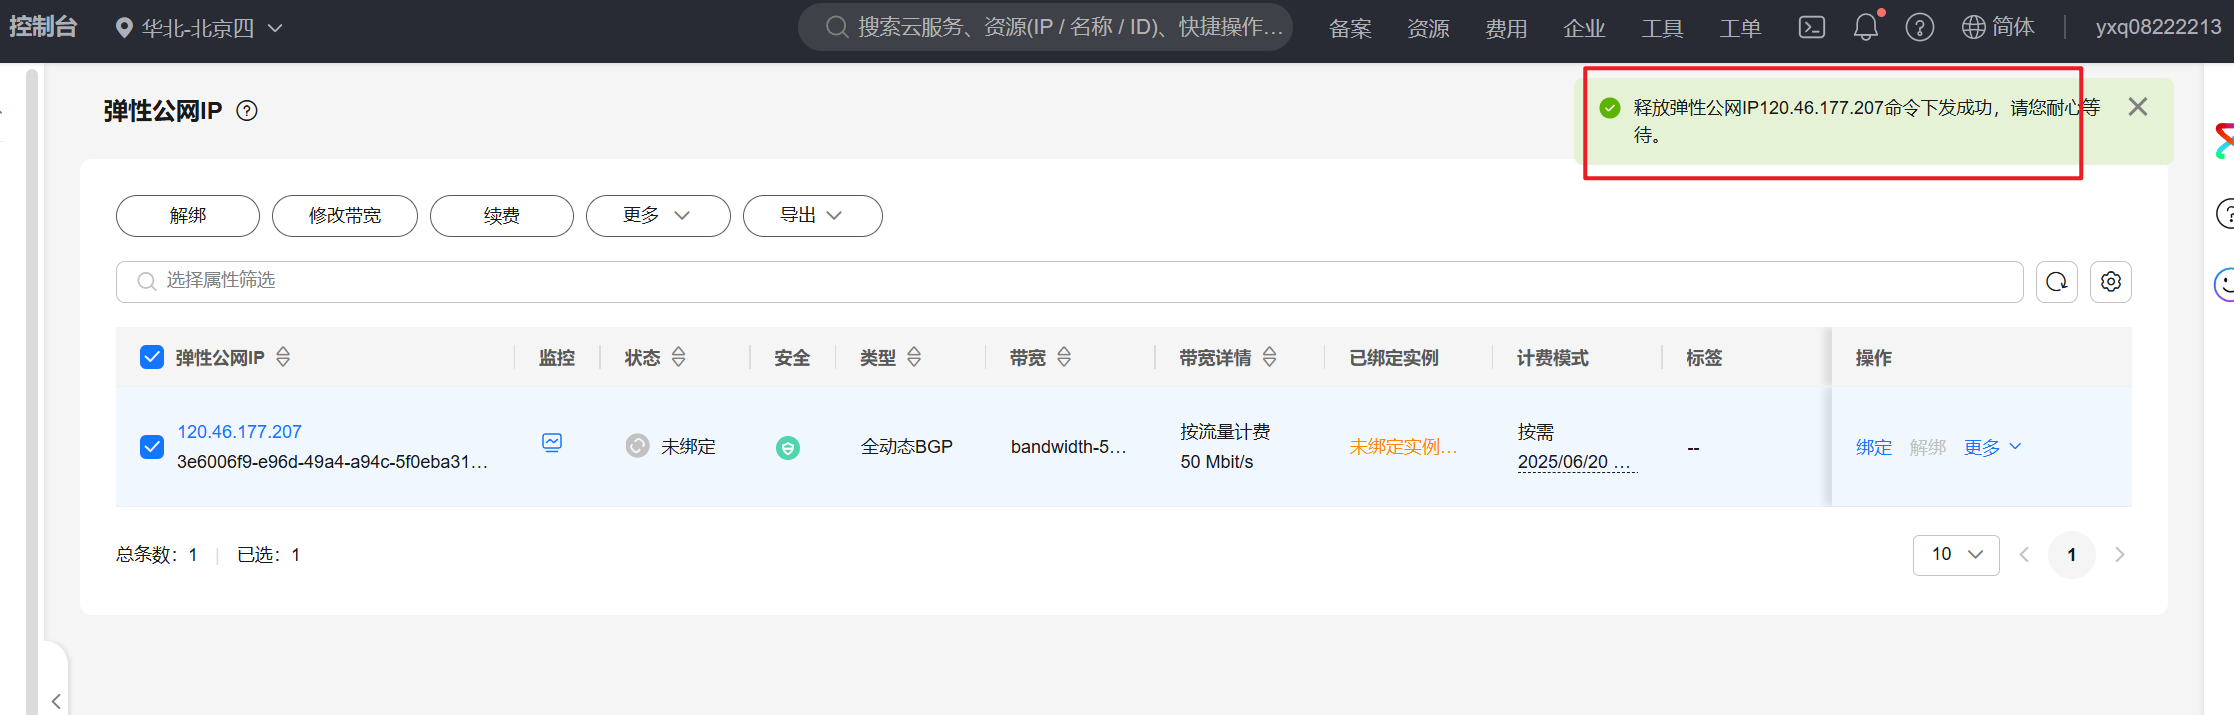 控制台 华北-北京四 搜索云服务、资源(IP / 名称 / ID)、快捷操作… 备案 资源 费用 企业 工具 工单 简体 yxq08222213
弹性公网IP
释放弹性公网IP120.46.177.207命令下发成功，请您耐心等
待。
解绑 修改带宽 续费 更多 导出
选择属性筛选
弹性公网IP 监控 状态 安全 类型 带宽 带宽详情 已绑定实例 计费模式 标签 操作
120.46.177.207 按流量计费 按需
未绑定 全动态BGP bandwidth-5... 未绑定实例... -- 绑定 解绑 更多
3e6006f9-e96d-49a4-a94c-5f0eba31... 50 Mbit/s 2025/06/20 ...
总条数：1 已选：1 10 1